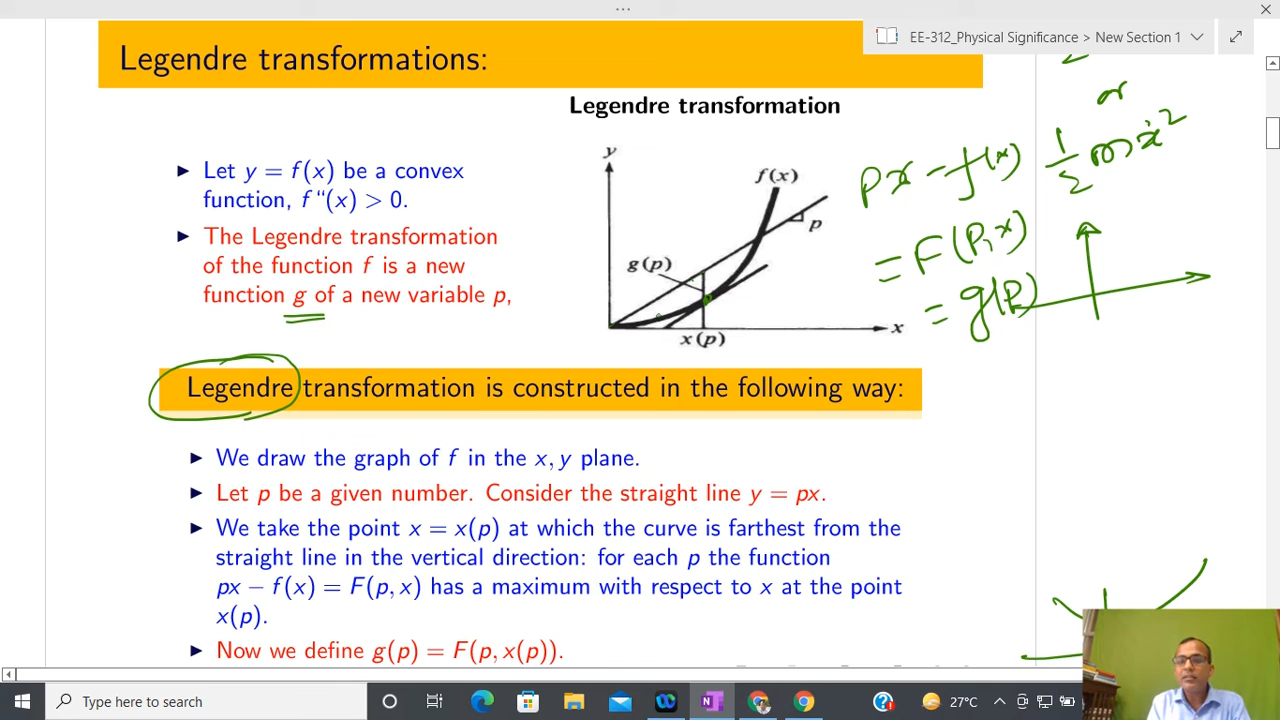 EE-312_Physical Significance > New Section 1
Legendre transformations:
or
Legendre transformation
1/2 mẋ²
▶ Let y = f(x) be a convex
function, f“(x) > 0.
▶ The Legendre transformation
of the function f is a new
function g of a new variable p,
y
f(x)
p
g(p)
x
x(p)
px - f(x)
= F(p, x)
= g(p)
Legendre transformation is constructed in the following way:
▶ We draw the graph of f in the x, y plane.
▶ Let p be a given number. Consider the straight line y = px.
▶ We take the point x = x(p) at which the curve is farthest from the
straight line in the vertical direction: for each p the function
px − f(x) = F(p, x) has a maximum with respect to x at the point
x(p).
▶ Now we define g(p) = F(p, x(p)).
Type here to search
27°C